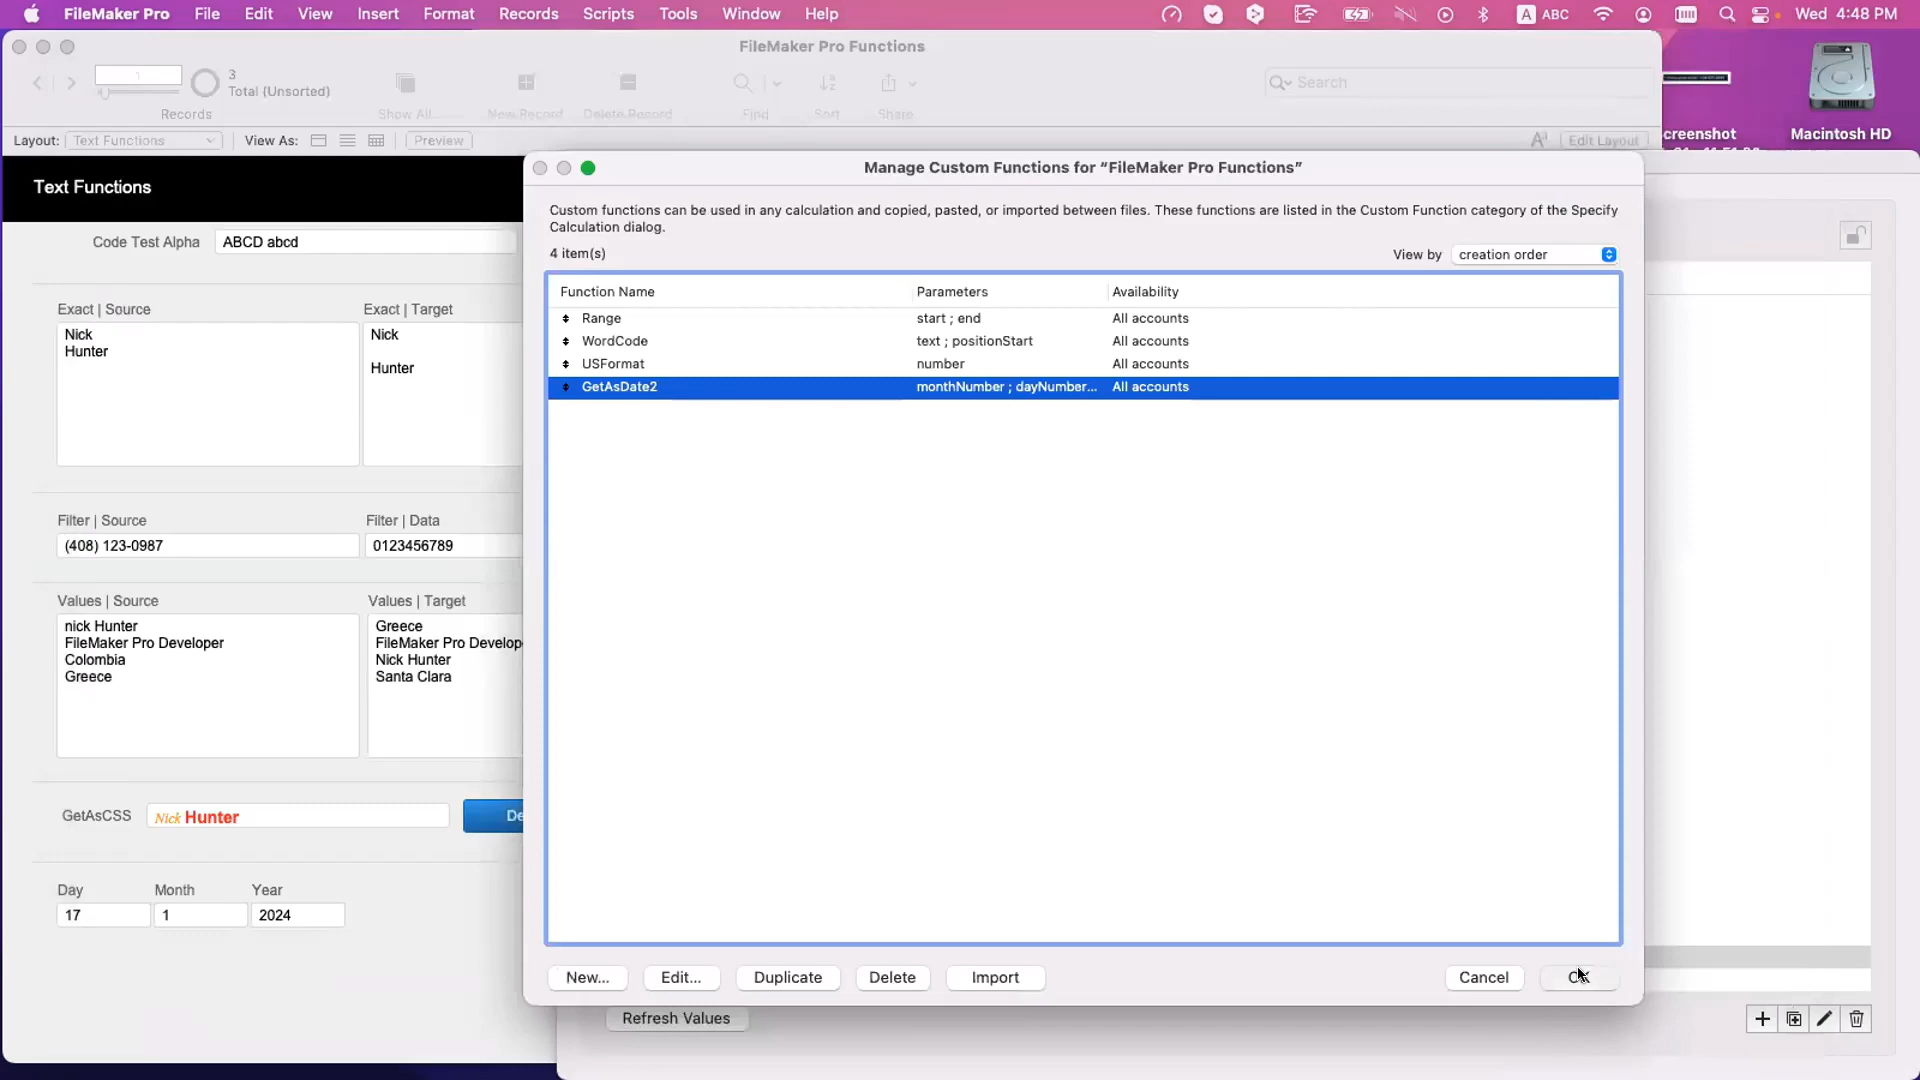 FileMaker Pro File Edit View Insert Format Records Scripts Tools Window Help A ABC Wed 4:48 PM
FileMaker Pro Functions
1
3
Total (Unsorted)
Search
Records
Show All
New Record
Delete Record
Find
Sort
Share
Macintosh HD
Layout: Text Functions View As: Preview
Edit Layout
Text Functions
Manage Custom Functions for “FileMaker Pro Functions”
Custom functions can be used in any calculation and copied, pasted, or imported between files. These functions are listed in the Custom Function category of the Specify
Calculation dialog.
4 item(s)
View by creation order
Function Name Parameters Availability
Range start ; end All accounts
WordCode text ; positionStart All accounts
USFormat number All accounts
GetAsDate2 monthNumber ; dayNumber... All accounts
New... Edit... Duplicate Delete Import Cancel OK
Code Test Alpha ABCD abcd
Exact | Source
Nick
Hunter
Exact | Target
Nick
Hunter
Filter | Source
(408) 123-0987
Filter | Data
0123456789
Values | Source
nick Hunter
FileMaker Pro Developer
Colombia
Greece
Values | Target
Greece
FileMaker Pro Develop
Nick Hunter
Santa Clara
GetAsCSS Nick Hunter
De
Day Month Year
17 1 2024
Refresh Values